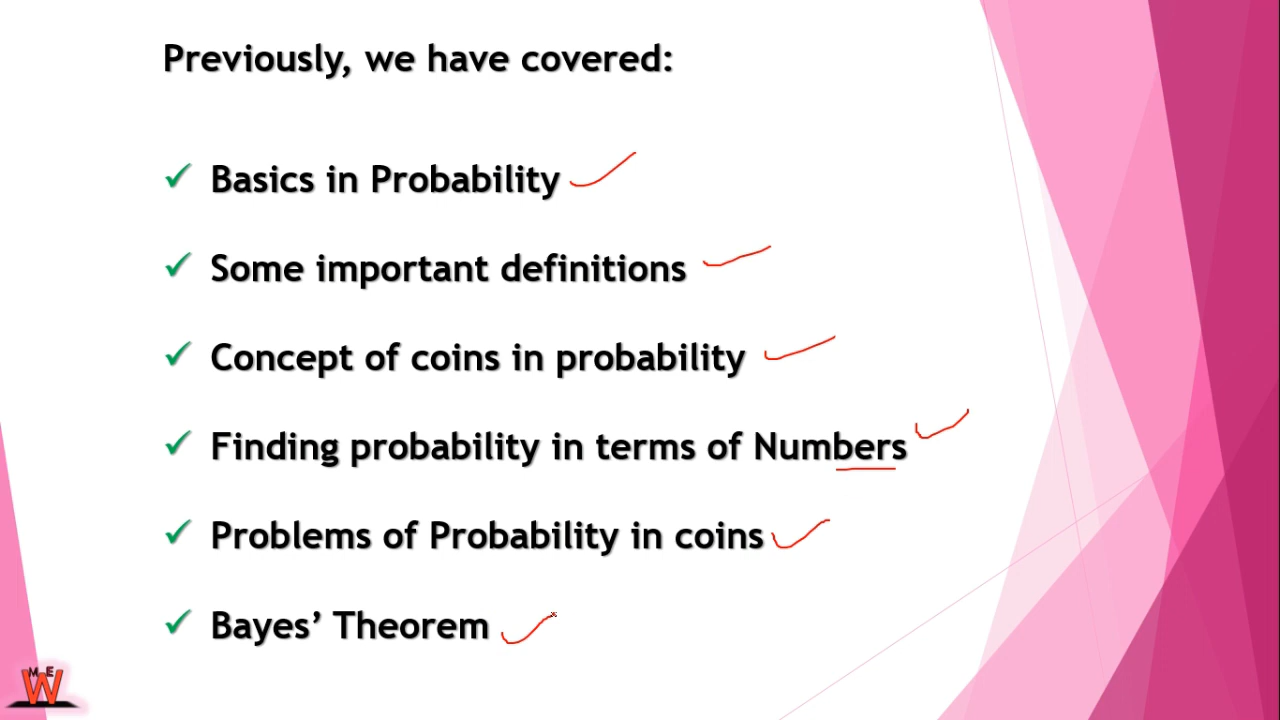 Previously, we have covered:
✓ Basics in Probability
✓ Some important definitions
✓ Concept of coins in probability
✓ Finding probability in terms of Numbers
✓ Problems of Probability in coins
✓ Bayes’ Theorem
M E
W